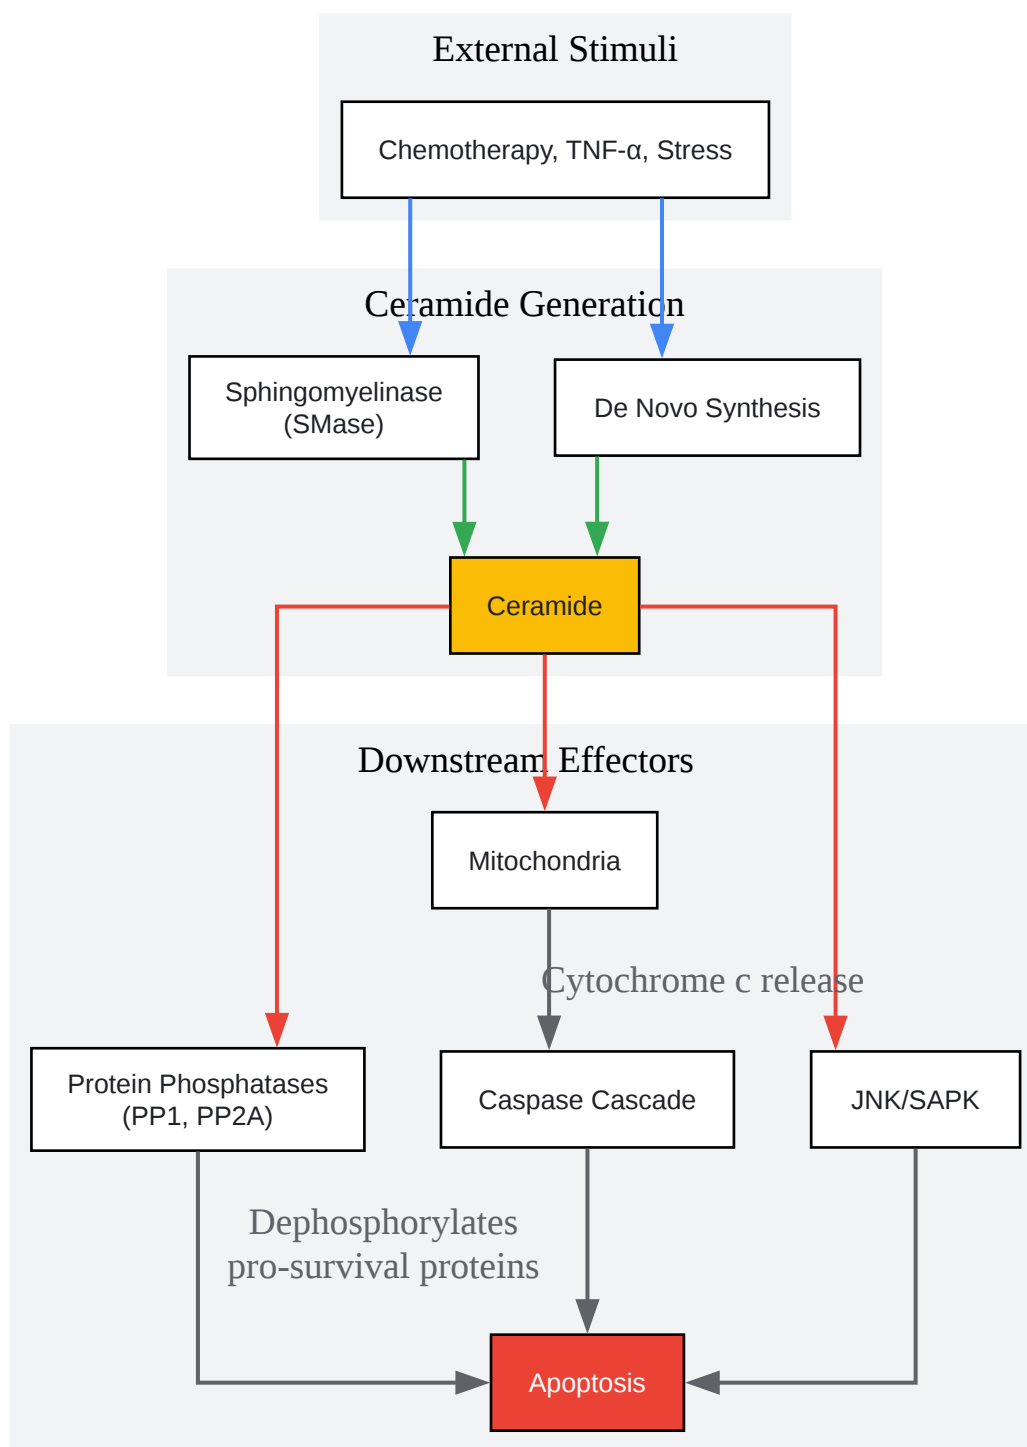 External Stimuli
Chemotherapy, TNF-α, Stress
Ceramide Generation
Sphingomyelinase
(SMase)
De Novo Synthesis
Ceramide
Downstream Effectors
Mitochondria
Cytochrome c release
Protein Phosphatases
(PP1, PP2A)
Caspase Cascade
JNK/SAPK
Dephosphorylates
pro-survival proteins
Apoptosis